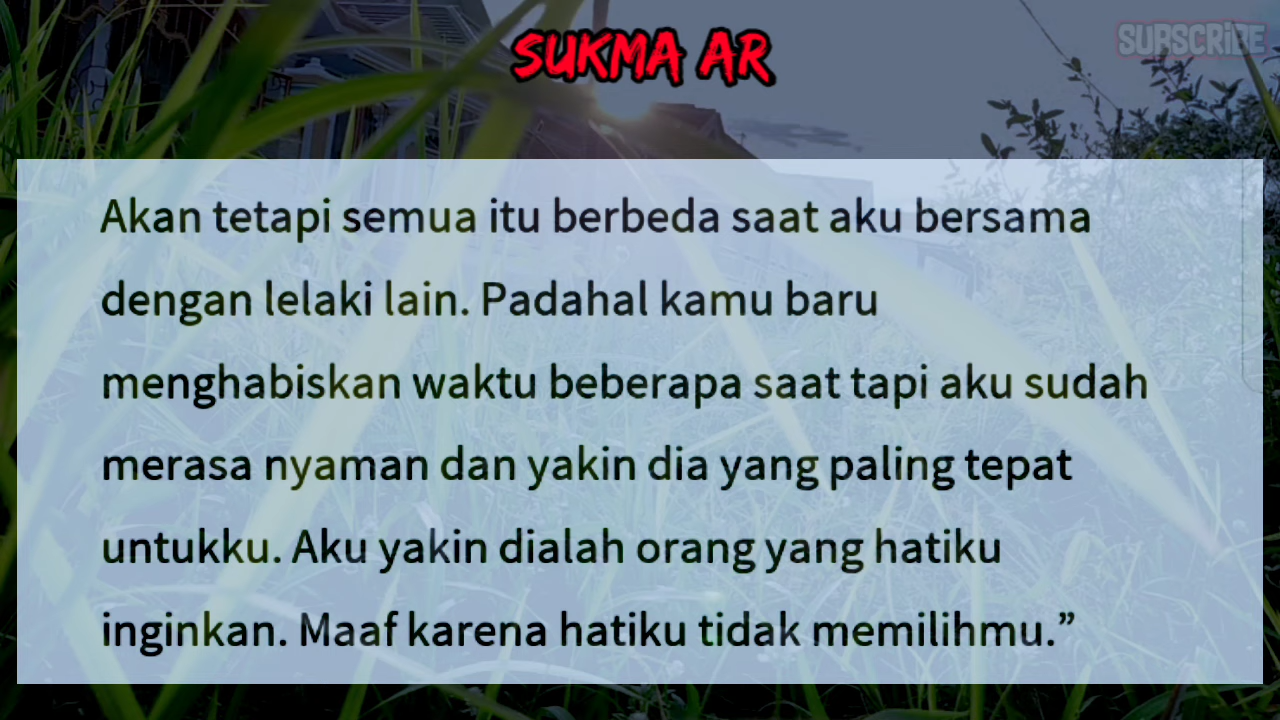 SUKMA AR
SUBSCRIBE
Akan tetapi semua itu berbeda saat aku bersama
dengan lelaki lain. Padahal kamu baru
menghabiskan waktu beberapa saat tapi aku sudah
merasa nyaman dan yakin dia yang paling tepat
untukku. Aku yakin dialah orang yang hatiku
inginkan. Maaf karena hatiku tidak memilihmu.”